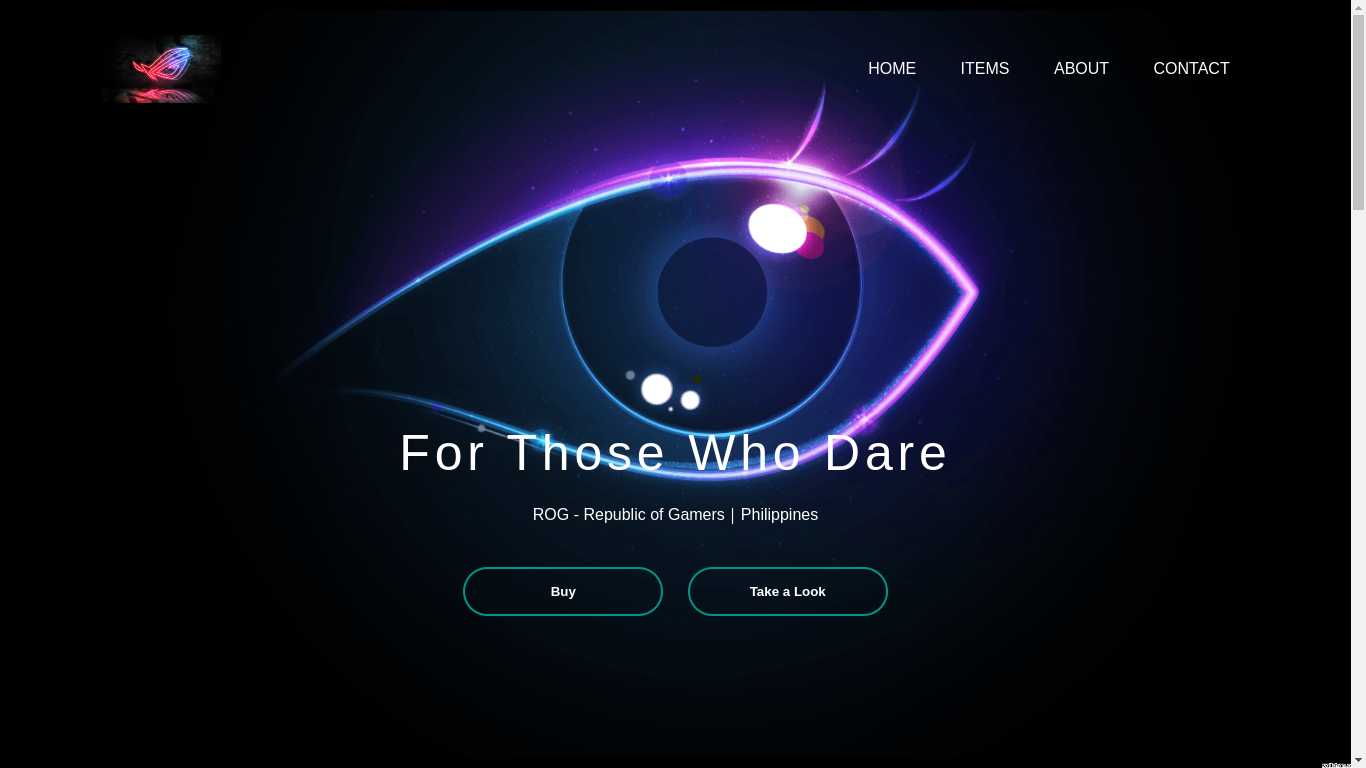 HOME ITEMS ABOUT CONTACT
For Those Who Dare
ROG - Republic of Gamers | Philippines
Buy Take a Look